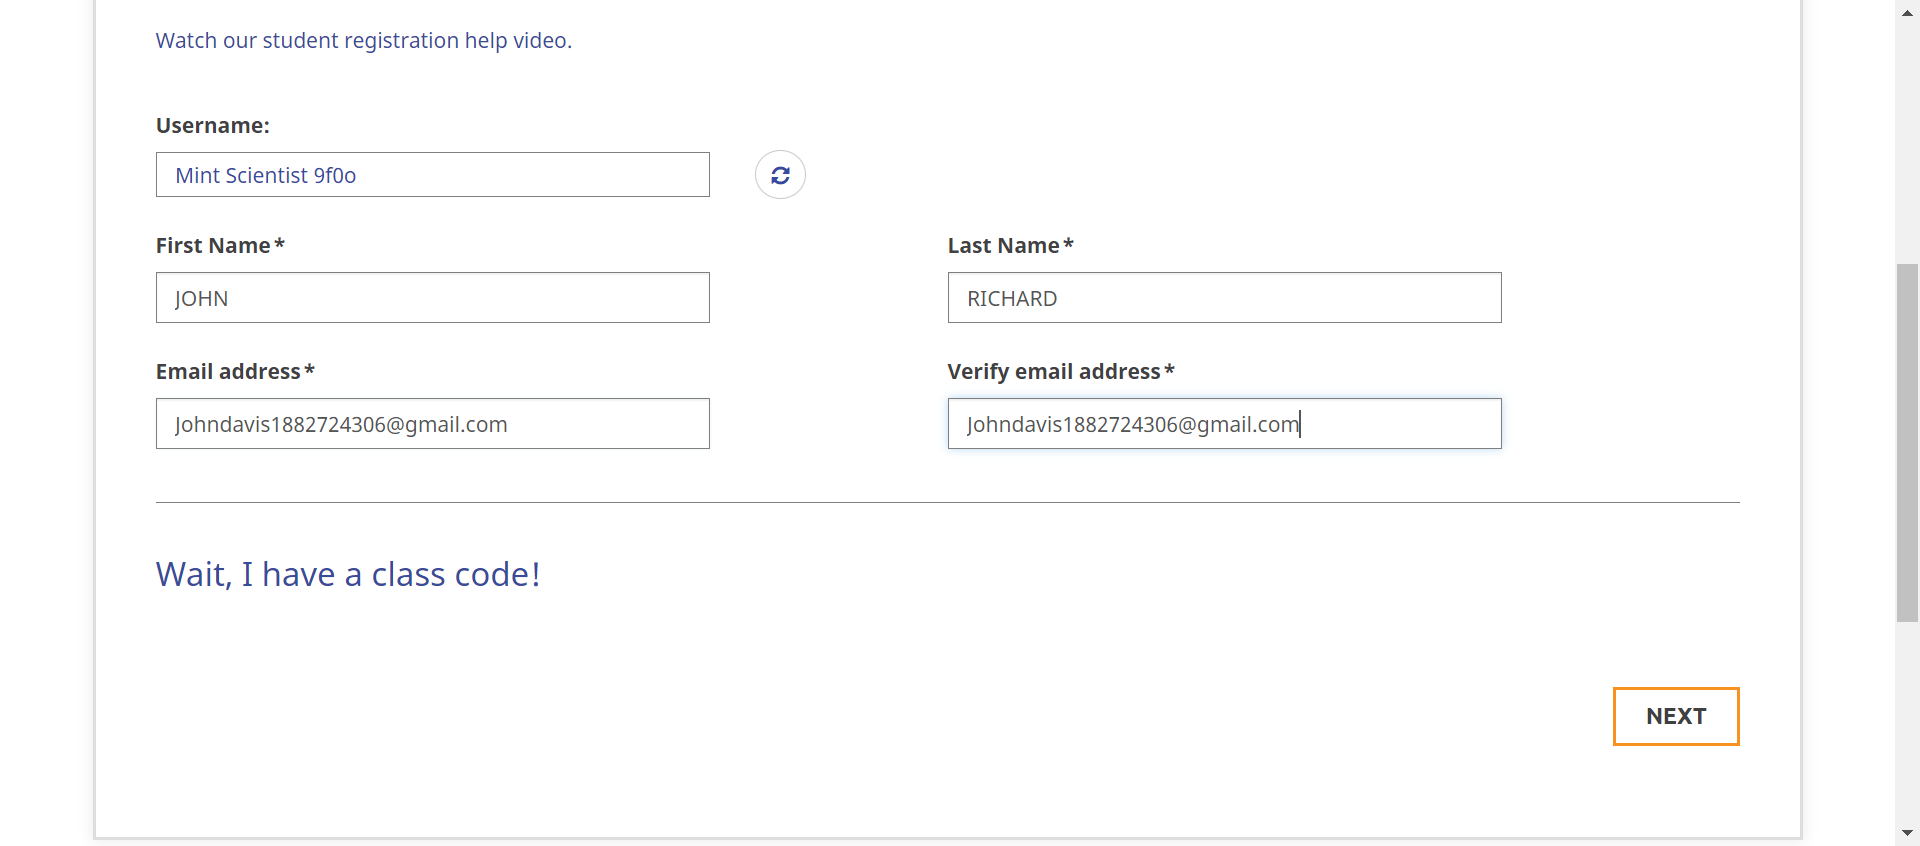 Watch our student registration help video.
Username:
Mint Scientist 9f0o
First Name*
Last Name*
JOHN
RICHARD
Email address*
Verify email address*
Johndavis1882724306@gmail.com
Johndavis1882724306@gmail.com
Wait, I have a class code!
NEXT